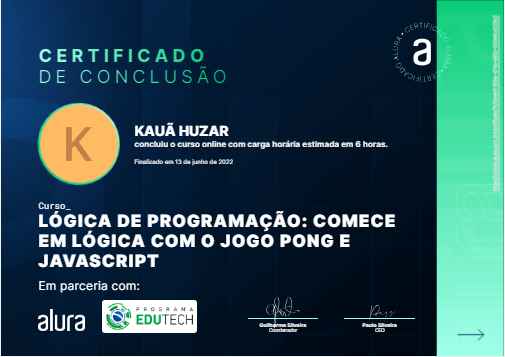 CERTIFICADO
DE CONCLUSÃO
ALURA • CERTIFICADO
a
K
KAUÃ HUZAR
concluiu o curso online com carga horária estimada em 6 horas.
Finalizado em 13 de junho de 2022
Curso_
LÓGICA DE PROGRAMAÇÃO: COMECE
EM LÓGICA COM O JOGO PONG E
JAVASCRIPT
Em parceria com:
alura
PROGRAMA
EDUTECH
Guilherme Silveira
Coordenador
Paulo Silveira
CEO